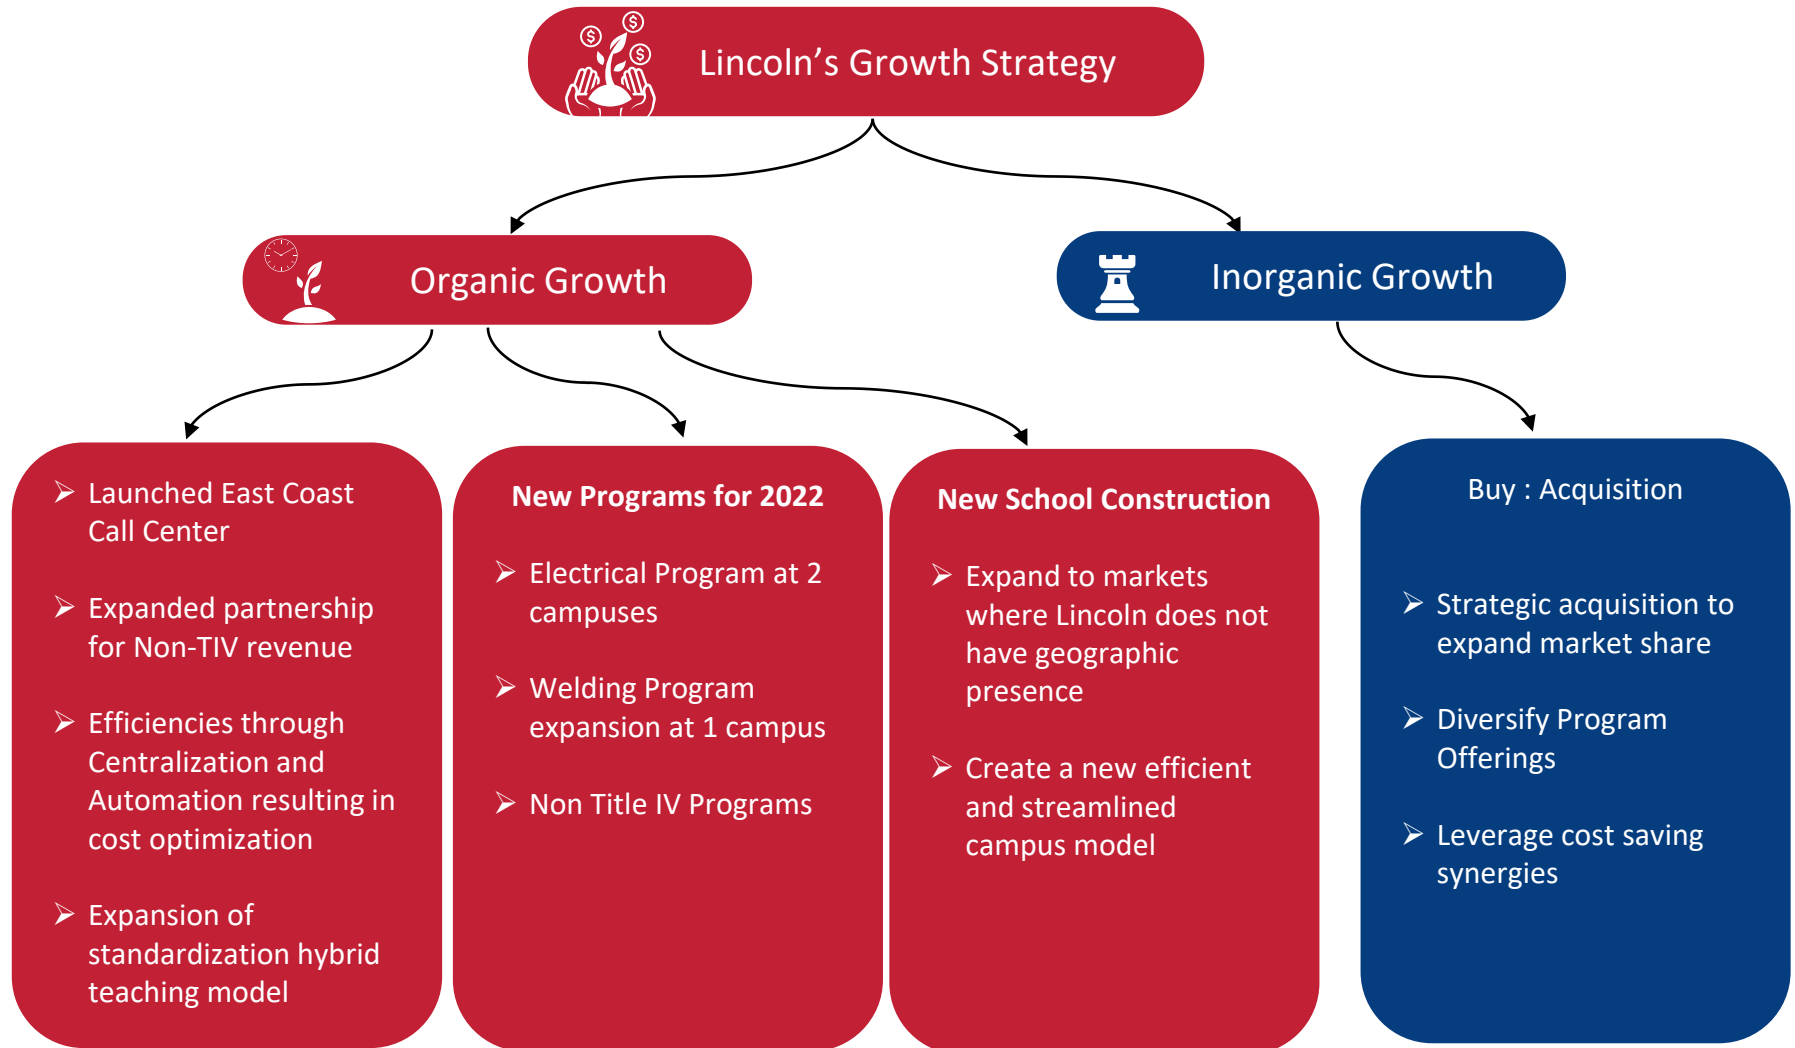 Lincoln's Growth Strategy
Organic Growth
Inorganic Growth
➢ Launched East Coast
Call Center
➢ Expanded partnership
for Non-TIV revenue
➢ Efficiencies through
Centralization and
Automation resulting in
cost optimization
➢ Expansion of
standardization hybrid
teaching model
New Programs for 2022
➢ Electrical Program at 2
campuses
➢ Welding Program
expansion at 1 campus
➢ Non Title IV Programs
New School Construction
➢ Expand to markets
where Lincoln does not
have geographic
presence
➢ Create a new efficient
and streamlined
campus model
Buy : Acquisition
➢ Strategic acquisition to
expand market share
➢ Diversify Program
Offerings
➢ Leverage cost saving
synergies